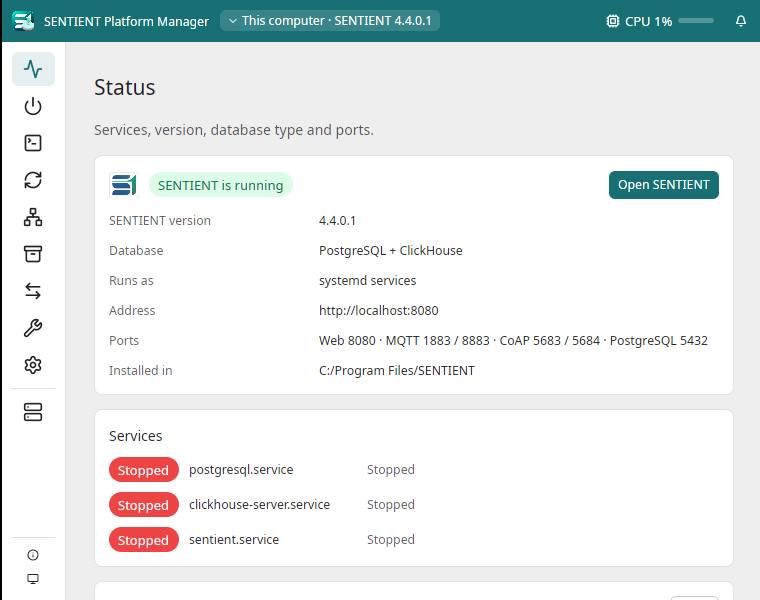 SENTIENT Platform Manager
This computer · SENTIENT 4.4.0.1
CPU 1%
Status
Services, version, database type and ports.
SENTIENT is running
Open SENTIENT
SENTIENT version 4.4.0.1
Database PostgreSQL + ClickHouse
Runs as systemd services
Address http://localhost:8080
Ports Web 8080 · MQTT 1883 / 8883 · CoAP 5683 / 5684 · PostgreSQL 5432
Installed in C:/Program Files/SENTIENT
Services
Stopped postgresql.service Stopped
Stopped clickhouse-server.service Stopped
Stopped sentient.service Stopped